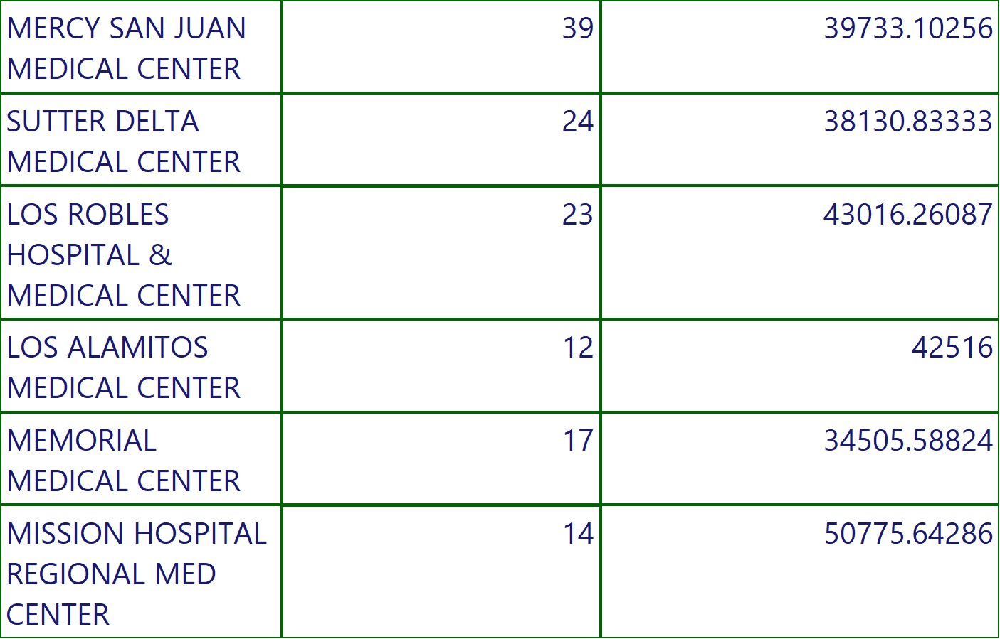 MERCY SAN JUAN 39 39733.10256
MEDICAL CENTER
SUTTER DELTA 24 38130.83333
MEDICAL CENTER
LOS ROBLES 23 43016.26087
HOSPITAL &
MEDICAL CENTER
LOS ALAMITOS 12 42516
MEDICAL CENTER
MEMORIAL 17 34505.58824
MEDICAL CENTER
MISSION HOSPITAL 14 50775.64286
REGIONAL MED
CENTER